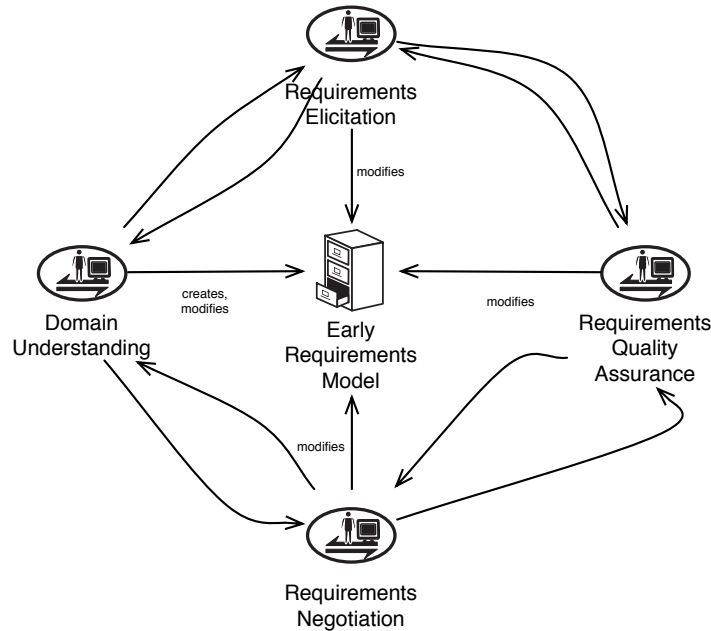 Requirements
Elicitation
modifies
creates,
modifies
modifies
Domain
Understanding
Early
Requirements
Model
Requirements
Quality
Assurance
modifies
Requirements
Negotiation